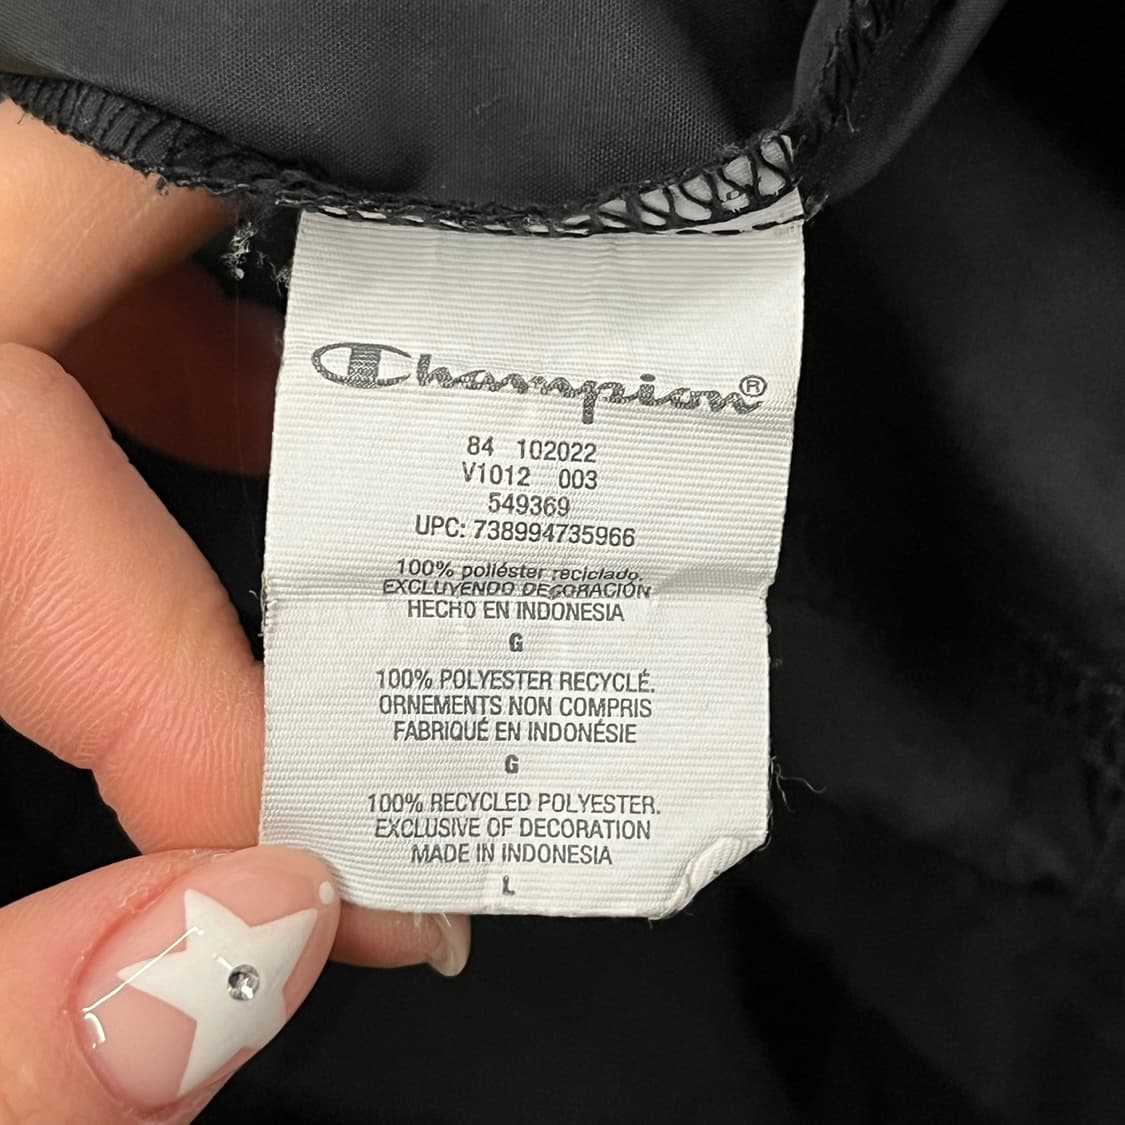 Champion®
84 102022
V1012 003
549369
UPC: 738994735966
100% poliéster reciclado.
EXCLUYENDO DECORACIÓN
HECHO EN INDONESIA
G
100% POLYESTER RECYCLÉ.
ORNEMENTS NON COMPRIS
FABRIQUÉ EN INDONÉSIE
G
100% RECYCLED POLYESTER.
EXCLUSIVE OF DECORATION
MADE IN INDONESIA
L